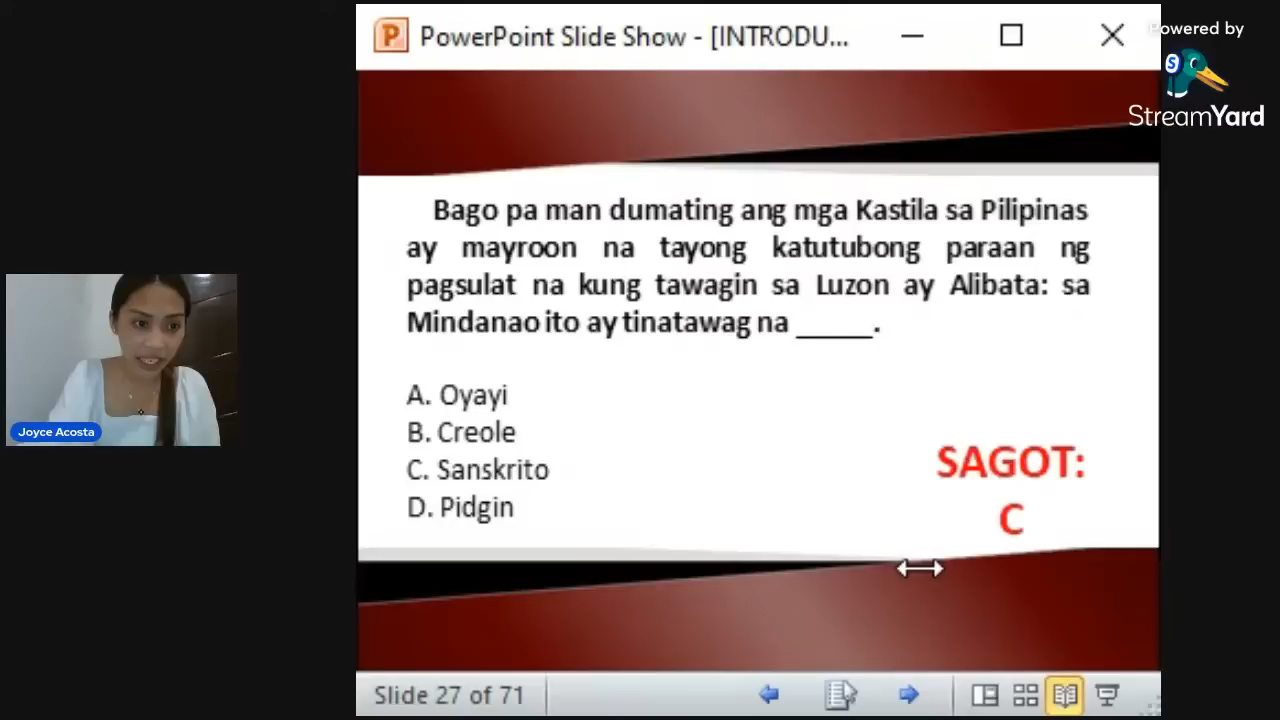 PowerPoint Slide Show - [INTRODU...
Powered by
StreamYard
Bago pa man dumating ang mga Kastila sa Pilipinas
ay mayroon na tayong katutubong paraan ng
pagsulat na kung tawagin sa Luzon ay Alibata: sa
Mindanao ito ay tinatawag na _____.
A. Oyayi
B. Creole
C. Sanskrito
D. Pidgin
SAGOT:
C
Joyce Acosta
Slide 27 of 71